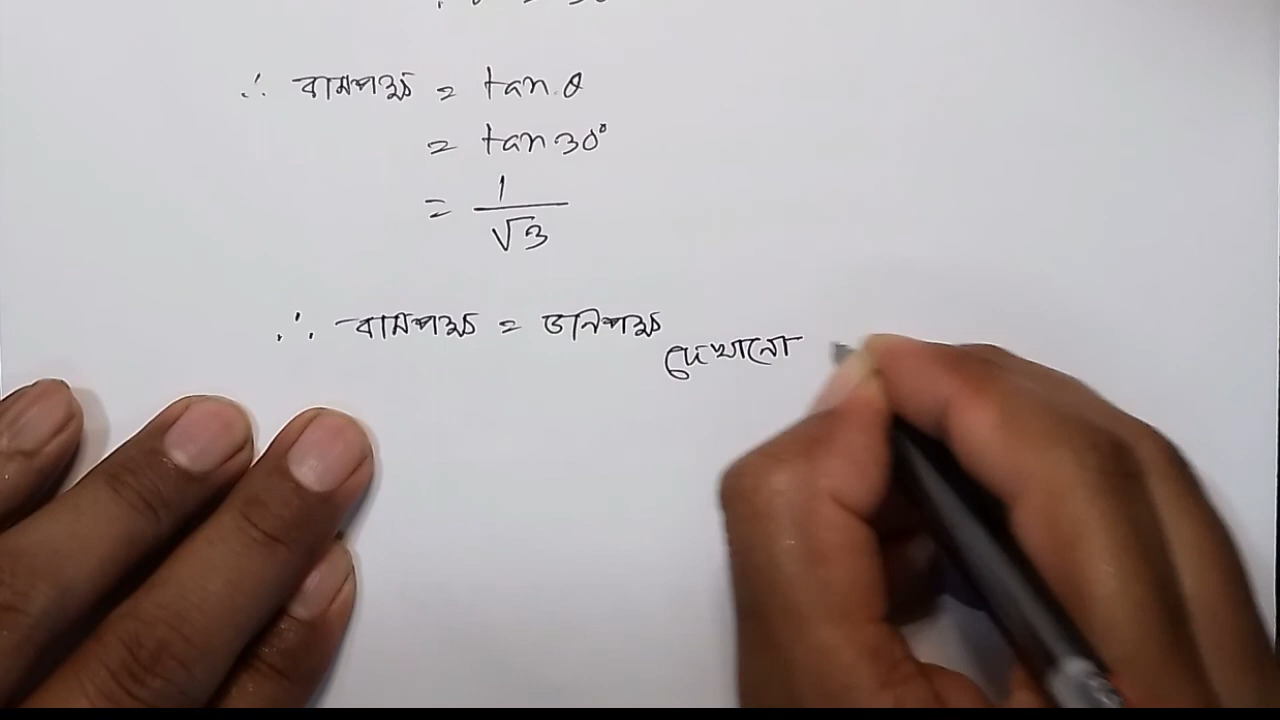 ∴ বামপক্ষ = tan θ
= tan 30°
= 1/√3
∴ বামপক্ষ = ডানপক্ষ
দেখানো